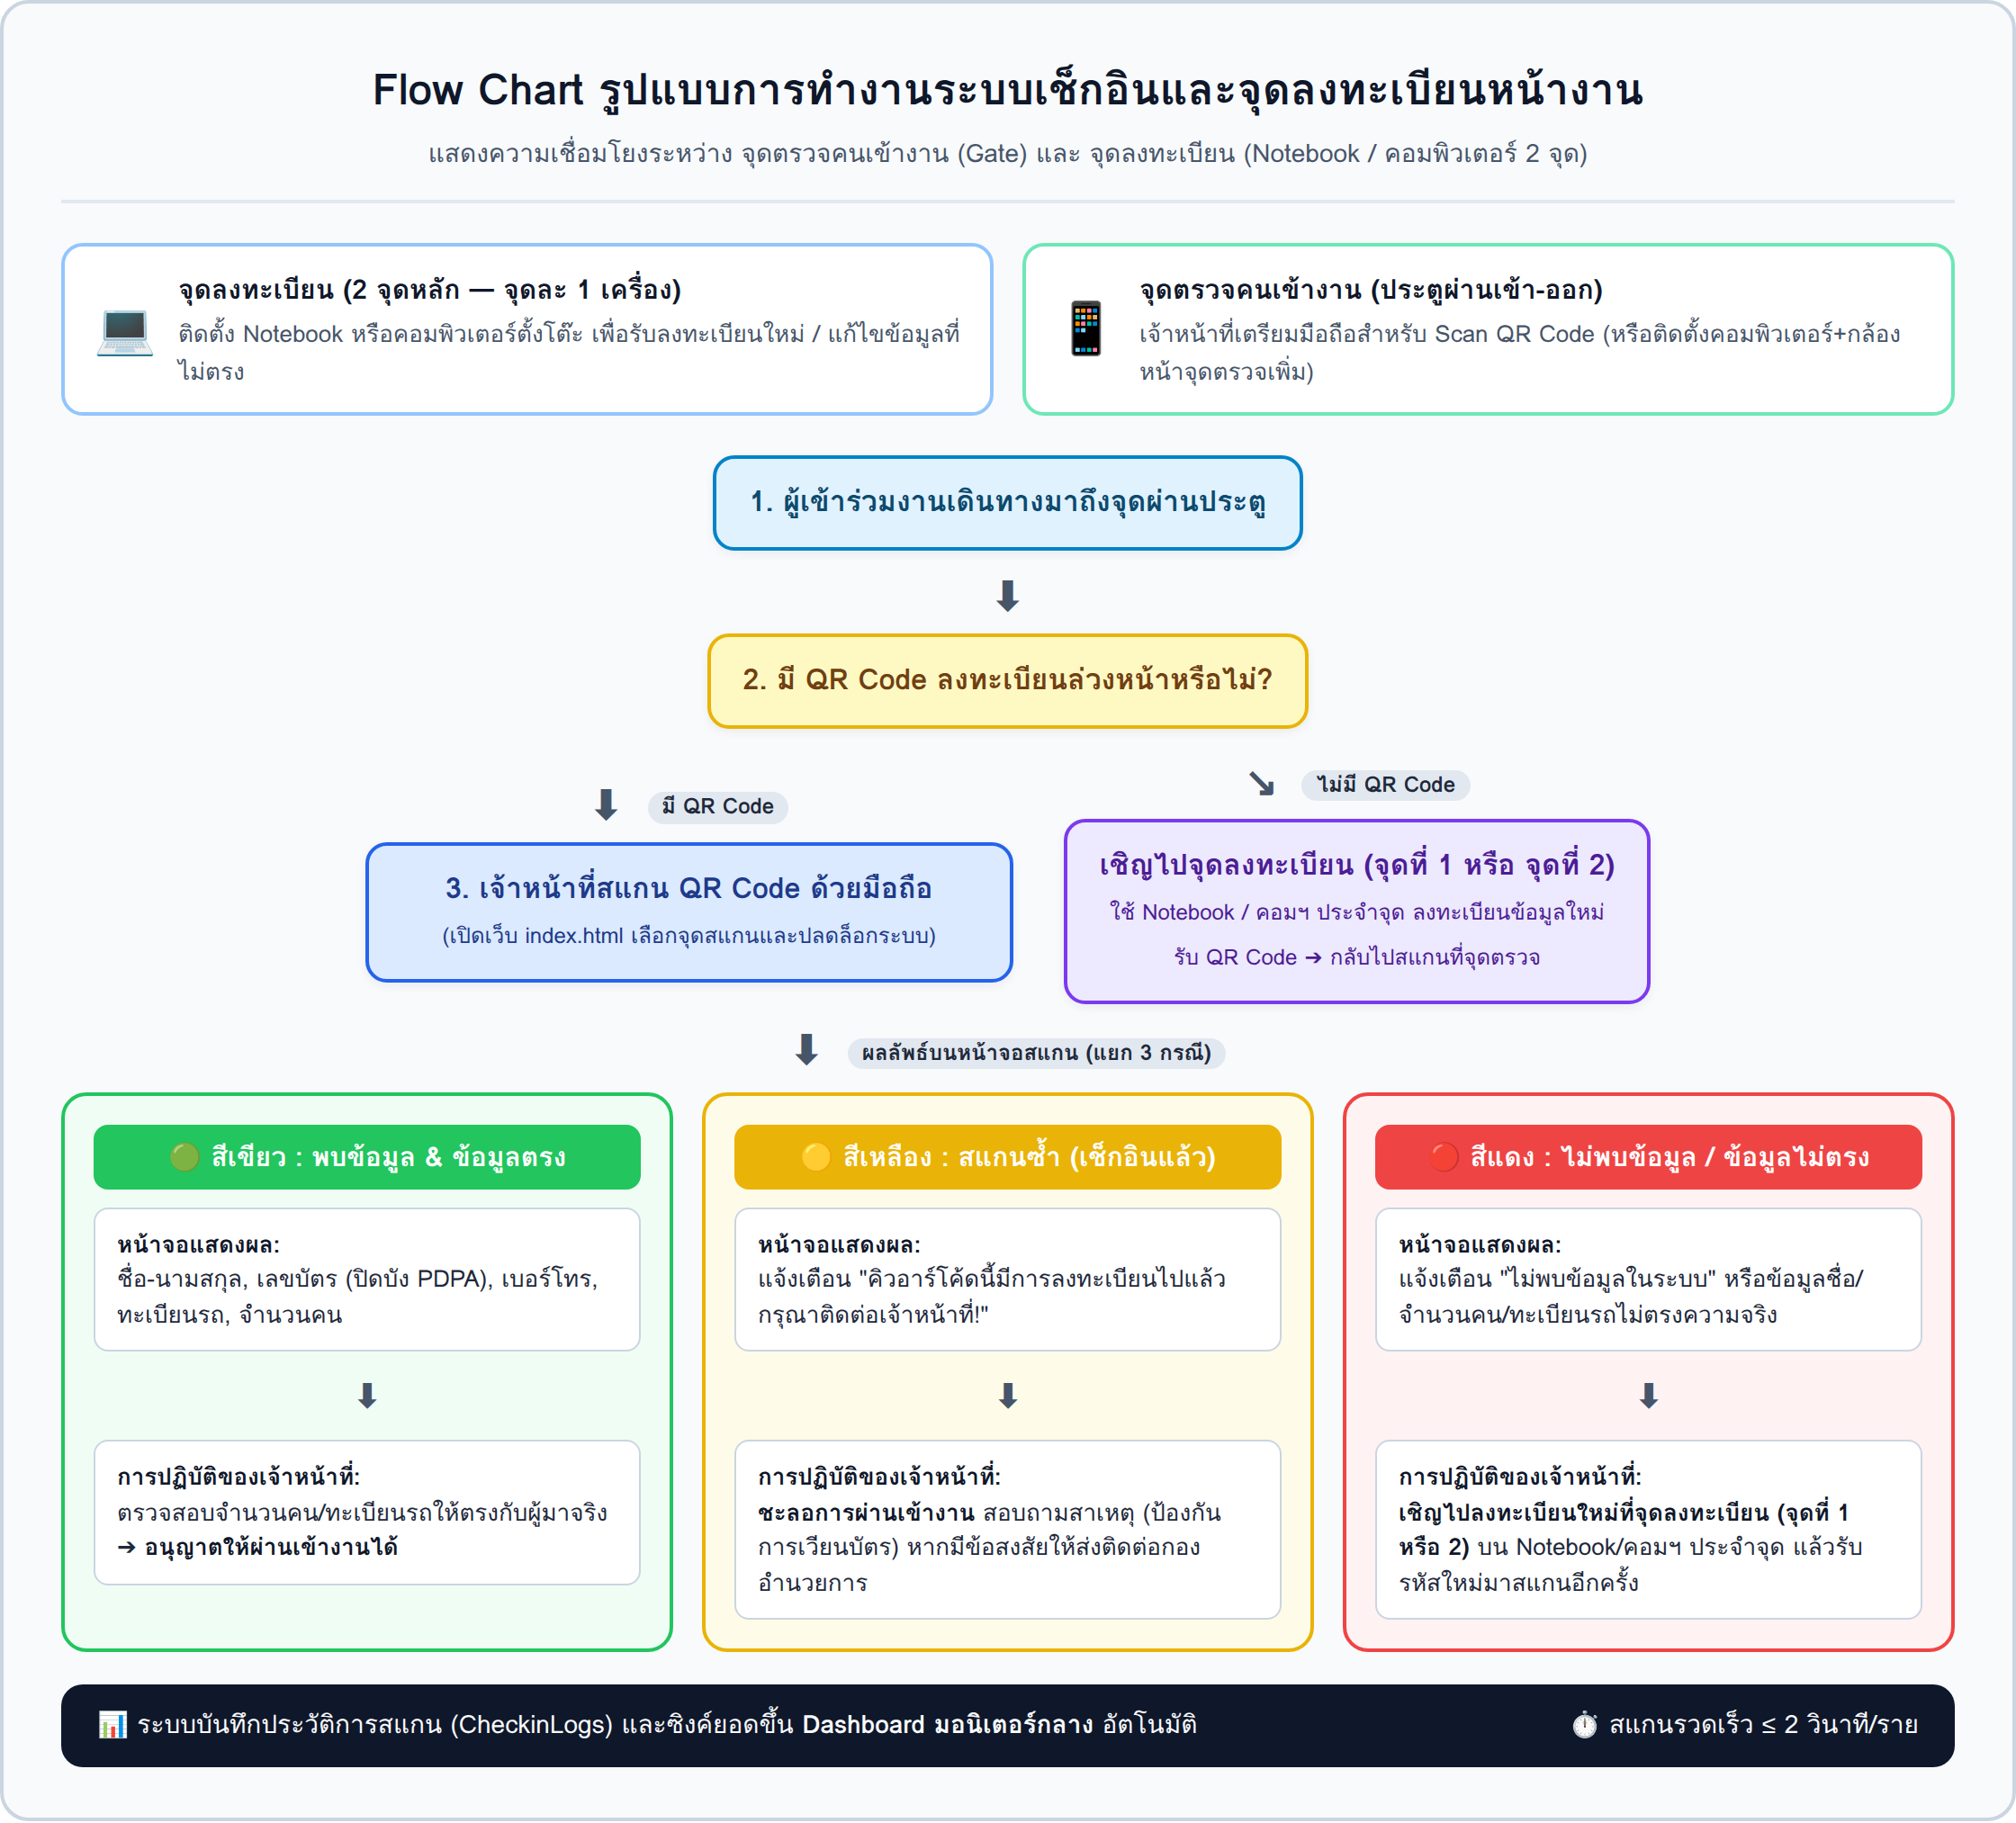 Flow Chart รูปแบบการทำงานระบบเช็กอินและจุดลงทะเบียนหน้างาน
แสดงความเชื่อมโยงระหว่าง จุดตรวจคนเข้างาน (Gate) และ จุดลงทะเบียน (Notebook / คอมพิวเตอร์ 2 จุด)
จุดลงทะเบียน (2 จุดหลัก — จุดละ 1 เครื่อง)
ติดตั้ง Notebook หรือคอมพิวเตอร์ตั้งโต๊ะ เพื่อรับลงทะเบียนใหม่ / แก้ไขข้อมูลที่
ไม่ตรง
จุดตรวจคนเข้างาน (ประตูผ่านเข้า-ออก)
เจ้าหน้าที่เตรียมมือถือสำหรับ Scan QR Code (หรือติดตั้งคอมพิวเตอร์+กล้อง
หน้าจุดตรวจเพิ่ม)
1. ผู้เข้าร่วมงานเดินทางมาถึงจุดผ่านประตู
⬇
2. มี QR Code ลงทะเบียนล่วงหน้าหรือไม่?
⬇ มี QR Code
3. เจ้าหน้าที่สแกน QR Code ด้วยมือถือ
(เปิดเว็บ index.html เลือกจุดสแกนและปลดล็อกระบบ)
↘ ไม่มี QR Code
เชิญไปจุดลงทะเบียน (จุดที่ 1 หรือ จุดที่ 2)
ใช้ Notebook / คอมฯ ประจำจุด ลงทะเบียนข้อมูลใหม่
รับ QR Code ➔ กลับไปสแกนที่จุดตรวจ
⬇ ผลลัพธ์บนหน้าจอสแกน (แยก 3 กรณี)
🟢 สีเขียว : พบข้อมูล & ข้อมูลตรง
หน้าจอแสดงผล:
ชื่อ-นามสกุล, เลขบัตร (ปิดบัง PDPA), เบอร์โทร,
ทะเบียนรถ, จำนวนคน
⬇
การปฏิบัติของเจ้าหน้าที่:
ตรวจสอบจำนวนคน/ทะเบียนรถให้ตรงกับผู้มาจริง
➔ อนุญาตให้ผ่านเข้างานได้
🟡 สีเหลือง : สแกนซ้ำ (เช็กอินแล้ว)
หน้าจอแสดงผล:
แจ้งเตือน "คิวอาร์โค้ดนี้มีการลงทะเบียนไปแล้ว
กรุณาติดต่อเจ้าหน้าที่!"
⬇
การปฏิบัติของเจ้าหน้าที่:
ชะลอการผ่านเข้างาน สอบถามสาเหตุ (ป้องกัน
การเวียนบัตร) หากมีข้อสงสัยให้ส่งติดต่อกอง
อำนวยการ
🔴 สีแดง : ไม่พบข้อมูล / ข้อมูลไม่ตรง
หน้าจอแสดงผล:
แจ้งเตือน "ไม่พบข้อมูลในระบบ" หรือข้อมูลชื่อ/
จำนวนคน/ทะเบียนรถไม่ตรงความจริง
⬇
การปฏิบัติของเจ้าหน้าที่:
เชิญไปลงทะเบียนใหม่ที่จุดลงทะเบียน (จุดที่ 1
หรือ 2) บน Notebook/คอมฯ ประจำจุด แล้วรับ
รหัสใหม่มาสแกนอีกครั้ง
📊 ระบบบันทึกประวัติการสแกน (CheckinLogs) และซิงค์ยอดขึ้น Dashboard มอนิเตอร์กลาง อัตโนมัติ
⏱️ สแกนรวดเร็ว ≤ 2 วินาที/ราย